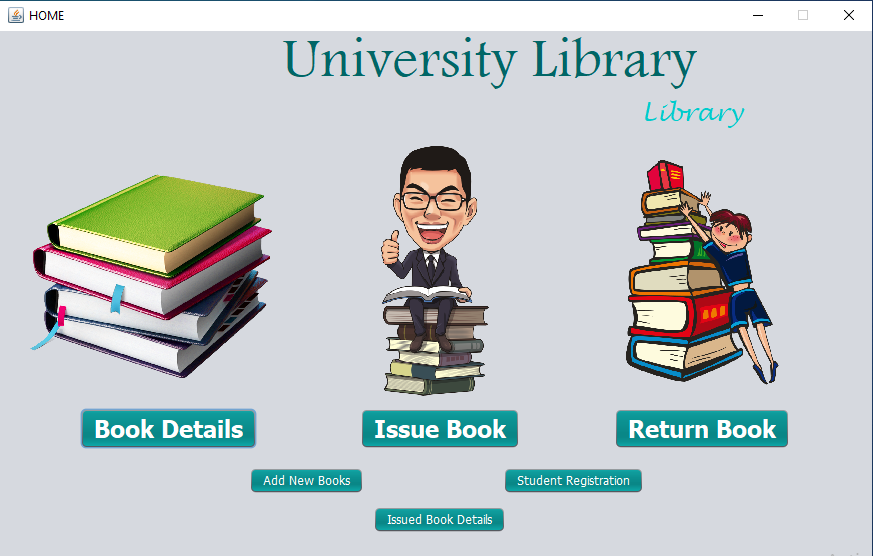 HOME
University Library
Library
Book Details
Issue Book
Return Book
Add New Books
Student Registration
Issued Book Details